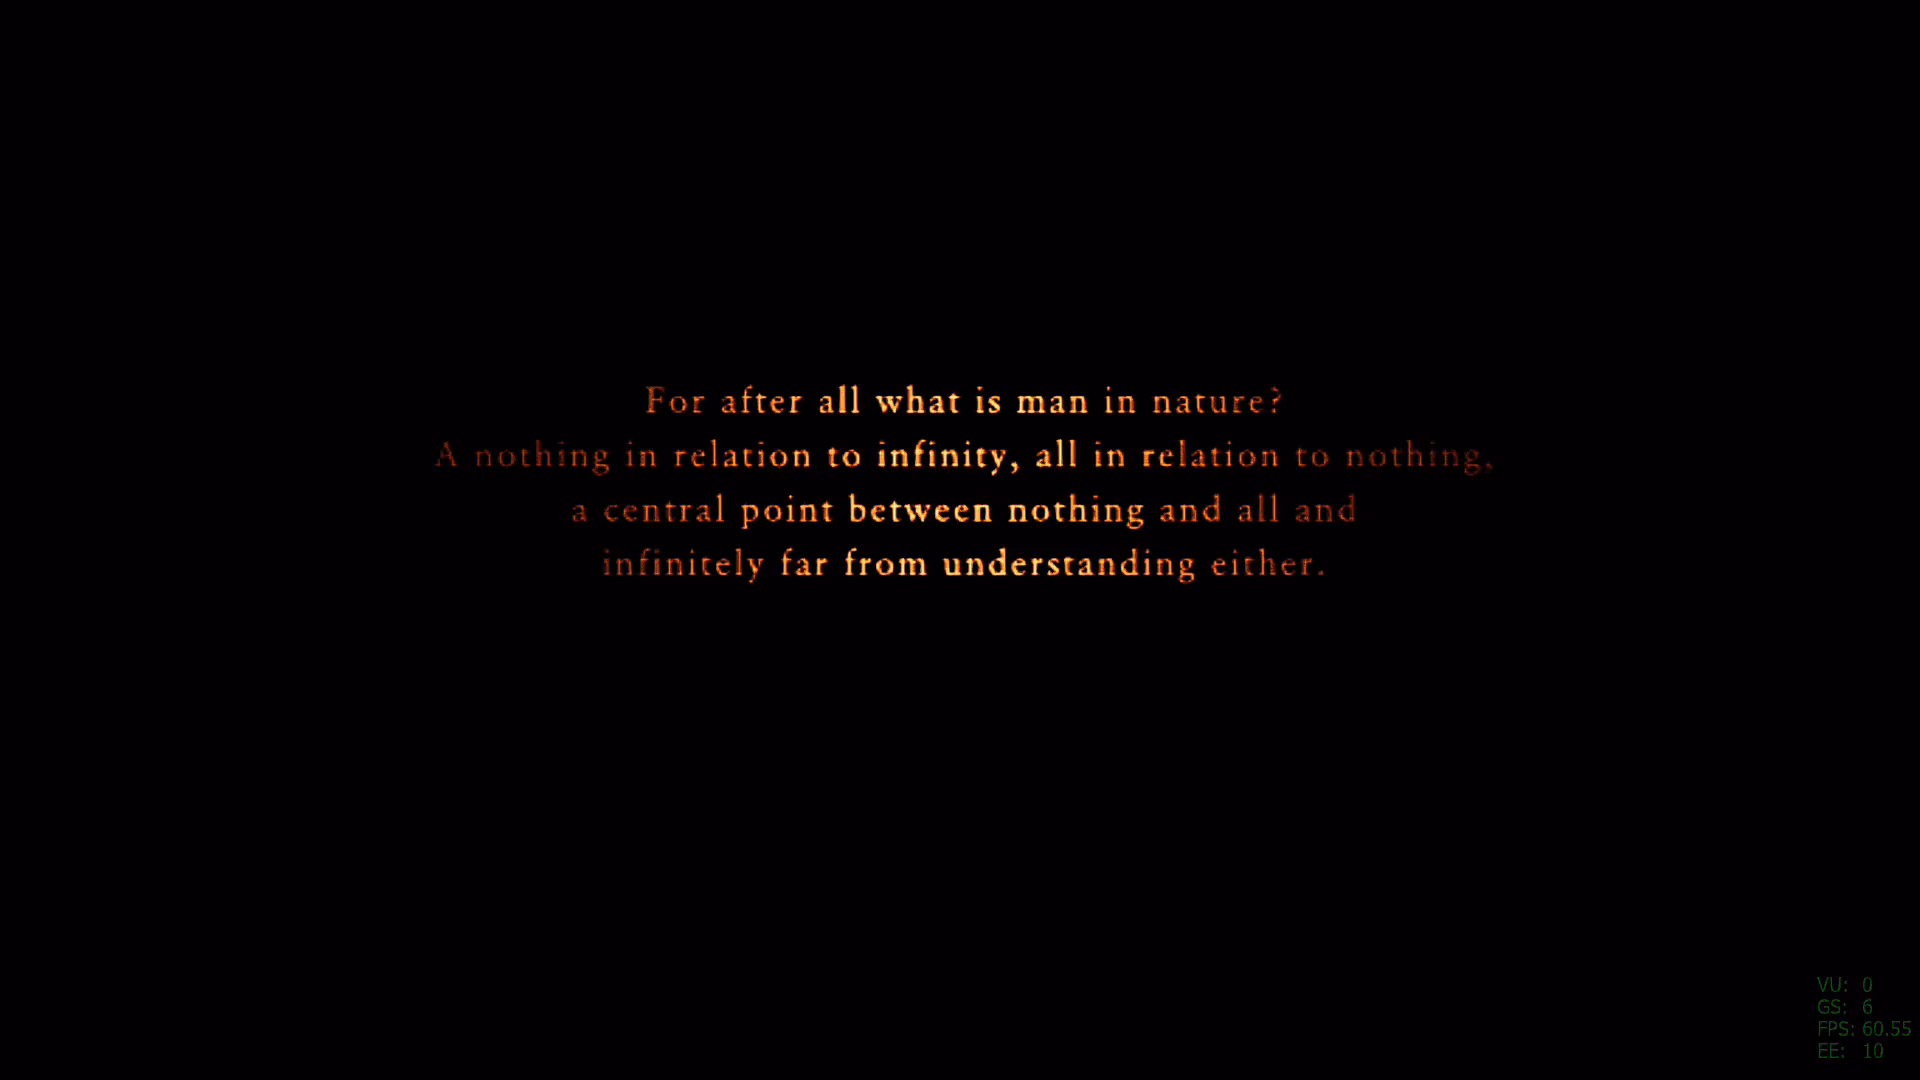 For after all what is man in nature?
A nothing in relation to infinity, all in relation to nothing,
a central point between nothing and all and
infinitely far from understanding either.
VU: 0
GS: 6
FPS: 60.55
EE: 10